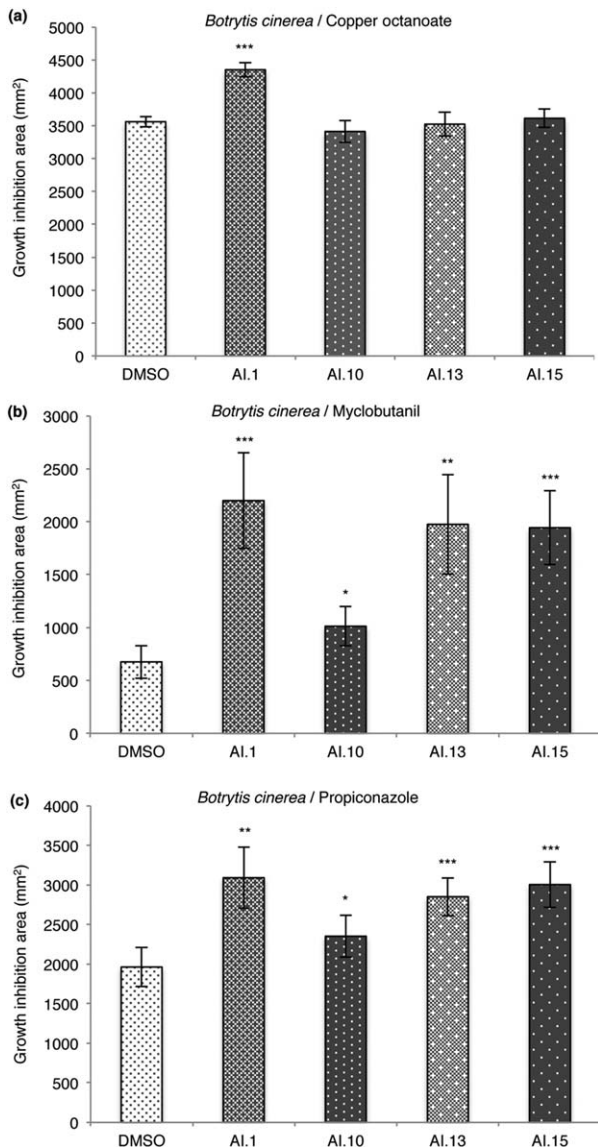 (a)
Botrytis cinerea / Copper octanoate
Growth inhibition area (mm²)
5000
4500
4000
3500
3000
2500
2000
1500
1000
500
0
***
DMSO AI.1 AI.10 AI.13 AI.15
(b)
Botrytis cinerea / Myclobutanil
Growth inhibition area (mm²)
3000
2500
2000
1500
1000
500
0
*** * ** ***
DMSO AI.1 AI.10 AI.13 AI.15
(c)
Botrytis cinerea / Propiconazole
Growth inhibition area (mm²)
4000
3500
3000
2500
2000
1500
1000
500
0
** * *** ***
DMSO AI.1 AI.10 AI.13 AI.15